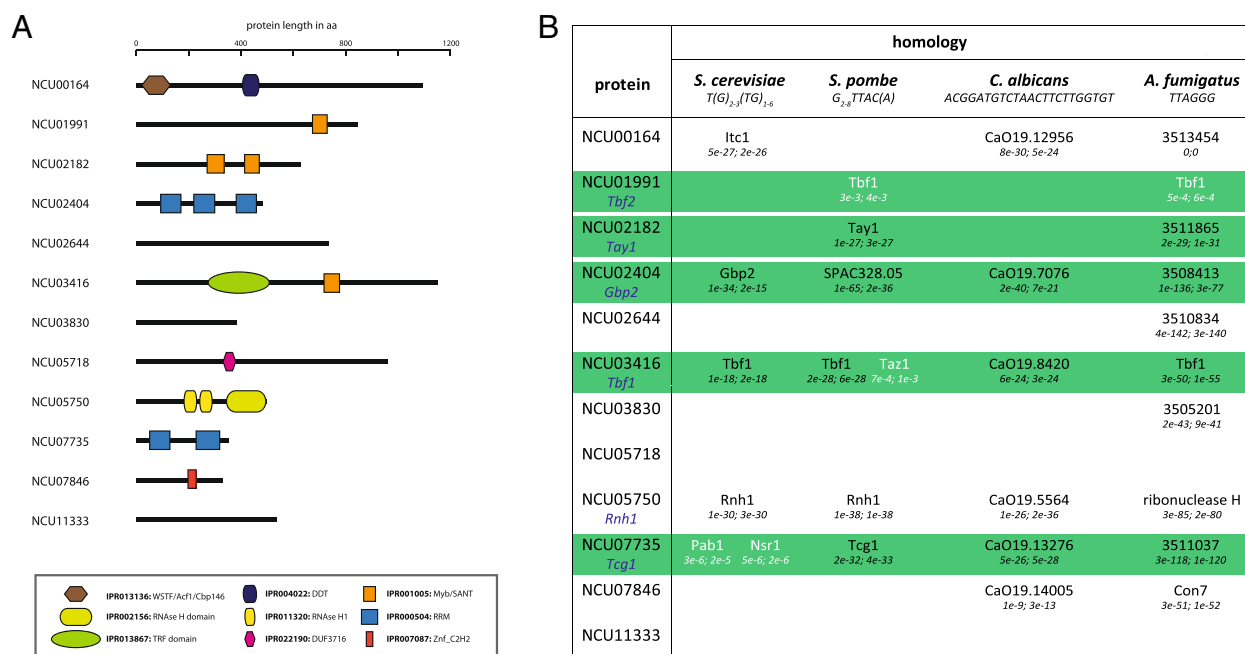 A
protein length in aa
0 400 800 1200
NCU00164
NCU01991
NCU02182
NCU02404
NCU02644
NCU03416
NCU03830
NCU05718
NCU05750
NCU07735
NCU07846
NCU11333
IPR013136: WSTF/Acf1/Cbp146 IPR004022: DDT IPR001005: Myb/SANT
IPR002156: RNAse H domain IPR011320: RNAse H1 IPR000504: RRM
IPR013867: TRF domain IPR022190: DUF3716 IPR007087: Znf_C2H2
B
homology
protein S. cerevisiae S. pombe C. albicans A. fumigatus
T(G)2-3(TG)1-6 G2-8TTAC(A) ACGGATGTCTAACTTCTTGGTGT TTAGGG
NCU00164 Itc1 CaO19.12956 3513454
5e-27; 2e-26 8e-30; 5e-24 0;0
NCU01991 Tbf1 Tbf1
Tbf2 3e-3; 4e-3 5e-4; 6e-4
NCU02182 Tay1 3511865
Tay1 1e-27; 3e-27 2e-29; 1e-31
NCU02404 Gbp2 SPAC328.05 CaO19.7076 3508413
Gbp2 1e-34; 2e-15 1e-65; 2e-36 2e-40; 7e-21 1e-136; 3e-77
NCU02644 3510834
4e-142; 3e-140
NCU03416 Tbf1 Tbf1 Taz1 CaO19.8420 Tbf1
Tbf1 1e-18; 2e-18 2e-28; 6e-28 7e-4; 1e-3 6e-24; 3e-24 3e-50; 1e-55
NCU03830 3505201
2e-43; 9e-41
NCU05718
NCU05750 Rnh1 Rnh1 CaO19.5564 ribonuclease H
Rnh1 1e-30; 3e-30 1e-38; 1e-38 1e-26; 2e-36 3e-85; 2e-80
NCU07735 Pab1 Nsr1 Tcg1 CaO19.13276 3511037
Tcg1 3e-6; 2e-5 5e-6; 2e-6 2e-32; 4e-33 5e-26; 5e-28 3e-118; 1e-120
NCU07846 CaO19.14005 Con7
1e-9; 3e-13 3e-51; 1e-52
NCU11333